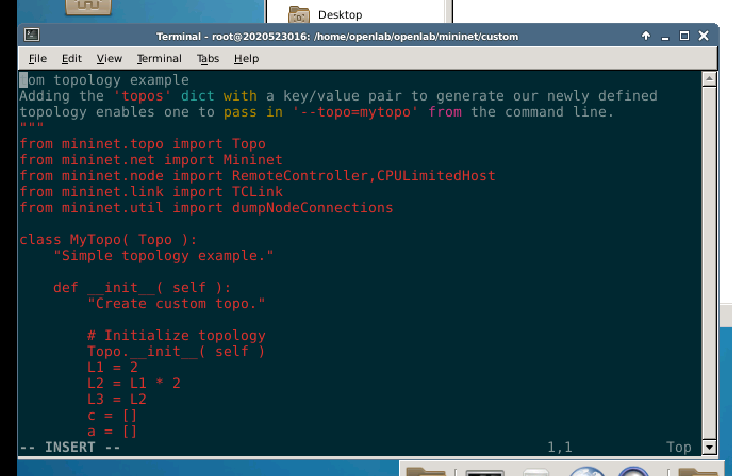 Desktop
Terminal - root@2020523016: /home/openlab/openlab/mininet/custom
File Edit View Terminal Tabs Help
om topology example
Adding the 'topos' dict with a key/value pair to generate our newly defined
topology enables one to pass in '--topo=mytopo' from the command line.
"""
from mininet.topo import Topo
from mininet.net import Mininet
from mininet.node import RemoteController,CPULimitedHost
from mininet.link import TCLink
from mininet.util import dumpNodeConnections
class MyTopo( Topo ):
"Simple topology example."
def __init__( self ):
"Create custom topo."
# Initialize topology
Topo.__init__( self )
L1 = 2
L2 = L1 * 2
L3 = L2
c = []
a = []
-- INSERT -- 1,1 Top